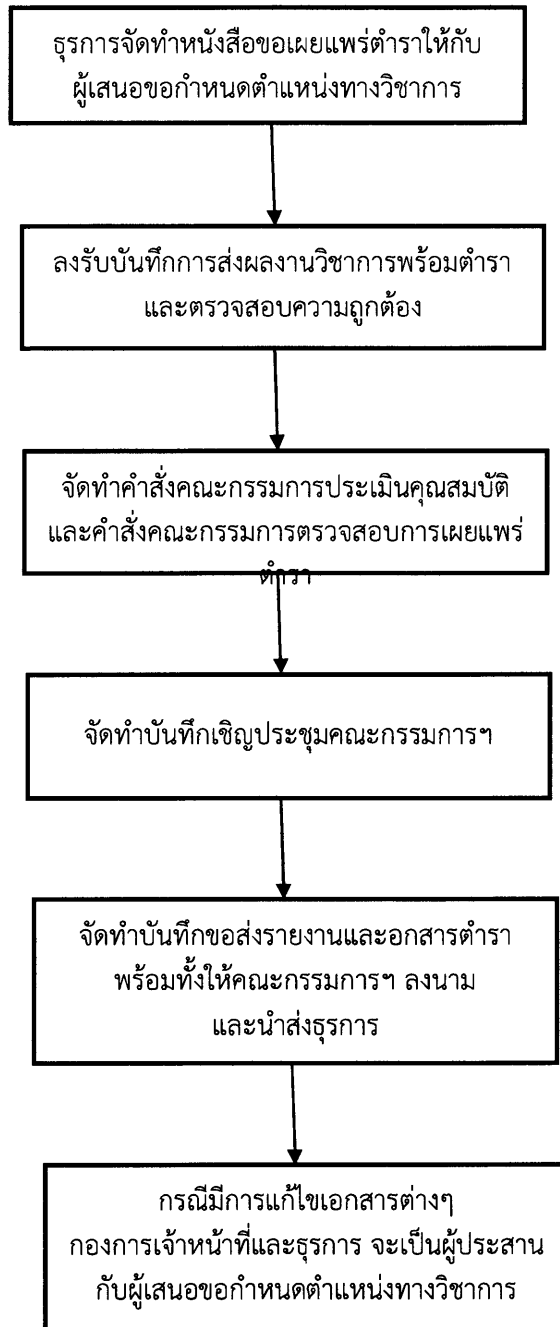 ธุรการจัดทำหนังสือขอเผยแพร่ตำราให้กับ
ผู้เสนอขอกำหนดตำแหน่งทางวิชาการ
ลงรับบันทึกการส่งผลงานวิชาการพร้อมตำรา
และตรวจสอบความถูกต้อง
จัดทำคำสั่งคณะกรรมการประเมินคุณสมบัติ
และคำสั่งคณะกรรมการตรวจสอบการเผยแพร่
ตำรา
จัดทำบันทึกเชิญประชุมคณะกรรมการฯ
จัดทำบันทึกขอส่งรายงานและอกสารตำรา
พร้อมทั้งให้คณะกรรมการฯ ลงนาม
และนำส่งธุรการ
กรณีมีการแก้ไขเอกสารต่างๆ
กองการเจ้าหน้าที่และธุรการ จะเป็นผู้ประสาน
กับผู้เสนอขอกำหนดตำแหน่งทางวิชาการ